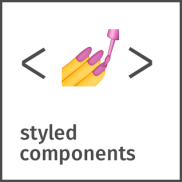 < >
styled
components